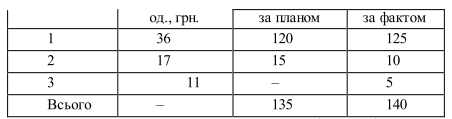 од., грн. за планом за фактом
1 36 120 125
2 17 15 10
3 11 – 5
Всього – 135 140